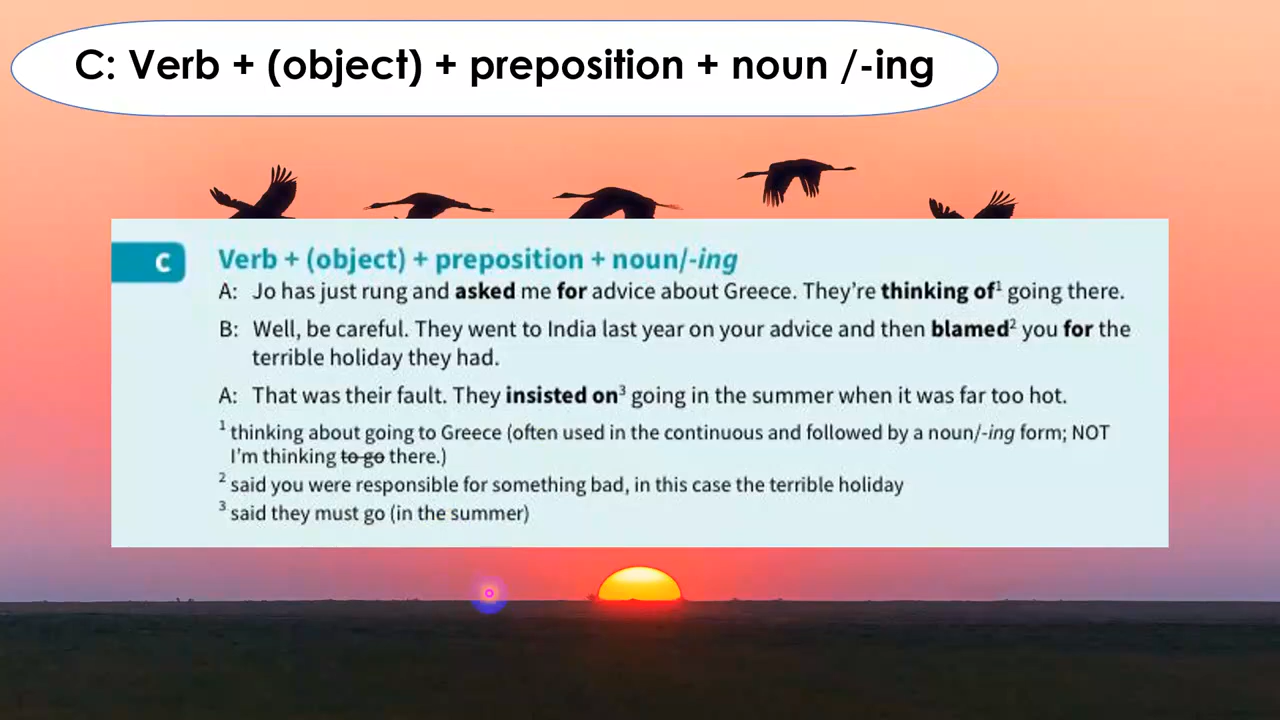 C: Verb + (object) + preposition + noun /-ing
C Verb + (object) + preposition + noun/-ing
A: Jo has just rung and asked me for advice about Greece. They're thinking of¹ going there.
B: Well, be careful. They went to India last year on your advice and then blamed² you for the
terrible holiday they had.
A: That was their fault. They insisted on³ going in the summer when it was far too hot.
¹ thinking about going to Greece (often used in the continuous and followed by a noun/-ing form; NOT
I'm thinking to go there.)
² said you were responsible for something bad, in this case the terrible holiday
³ said they must go (in the summer)